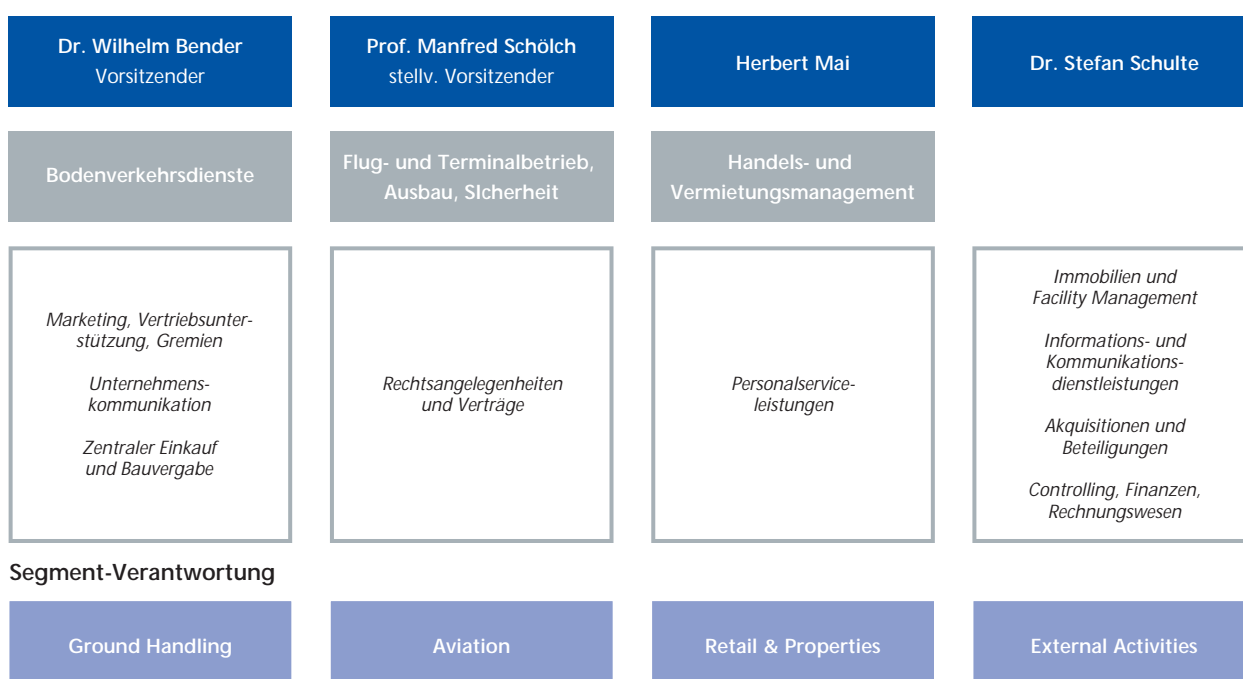 Dr. Wilhelm Bender
Vorsitzender
Prof. Manfred Schölch
stellv. Vorsitzender
Herbert Mai
Dr. Stefan Schulte
Bodenverkehrsdienste
Flug- und Terminalbetrieb,
Ausbau, SIcherheit
Handels- und
Vermietungsmanagement
Marketing, Vertriebsunter-
stützung, Gremien
Unternehmens-
kommunikation
Zentraler Einkauf
und Bauvergabe
Rechtsangelegenheiten
und Verträge
Personalservice-
leistungen
Immobilien und
Facility Management
Informations- und
Kommunikations-
dienstleistungen
Akquisitionen und
Beteiligungen
Controlling, Finanzen,
Rechnungswesen
Segment-Verantwortung
Ground Handling
Aviation
Retail & Properties
External Activities